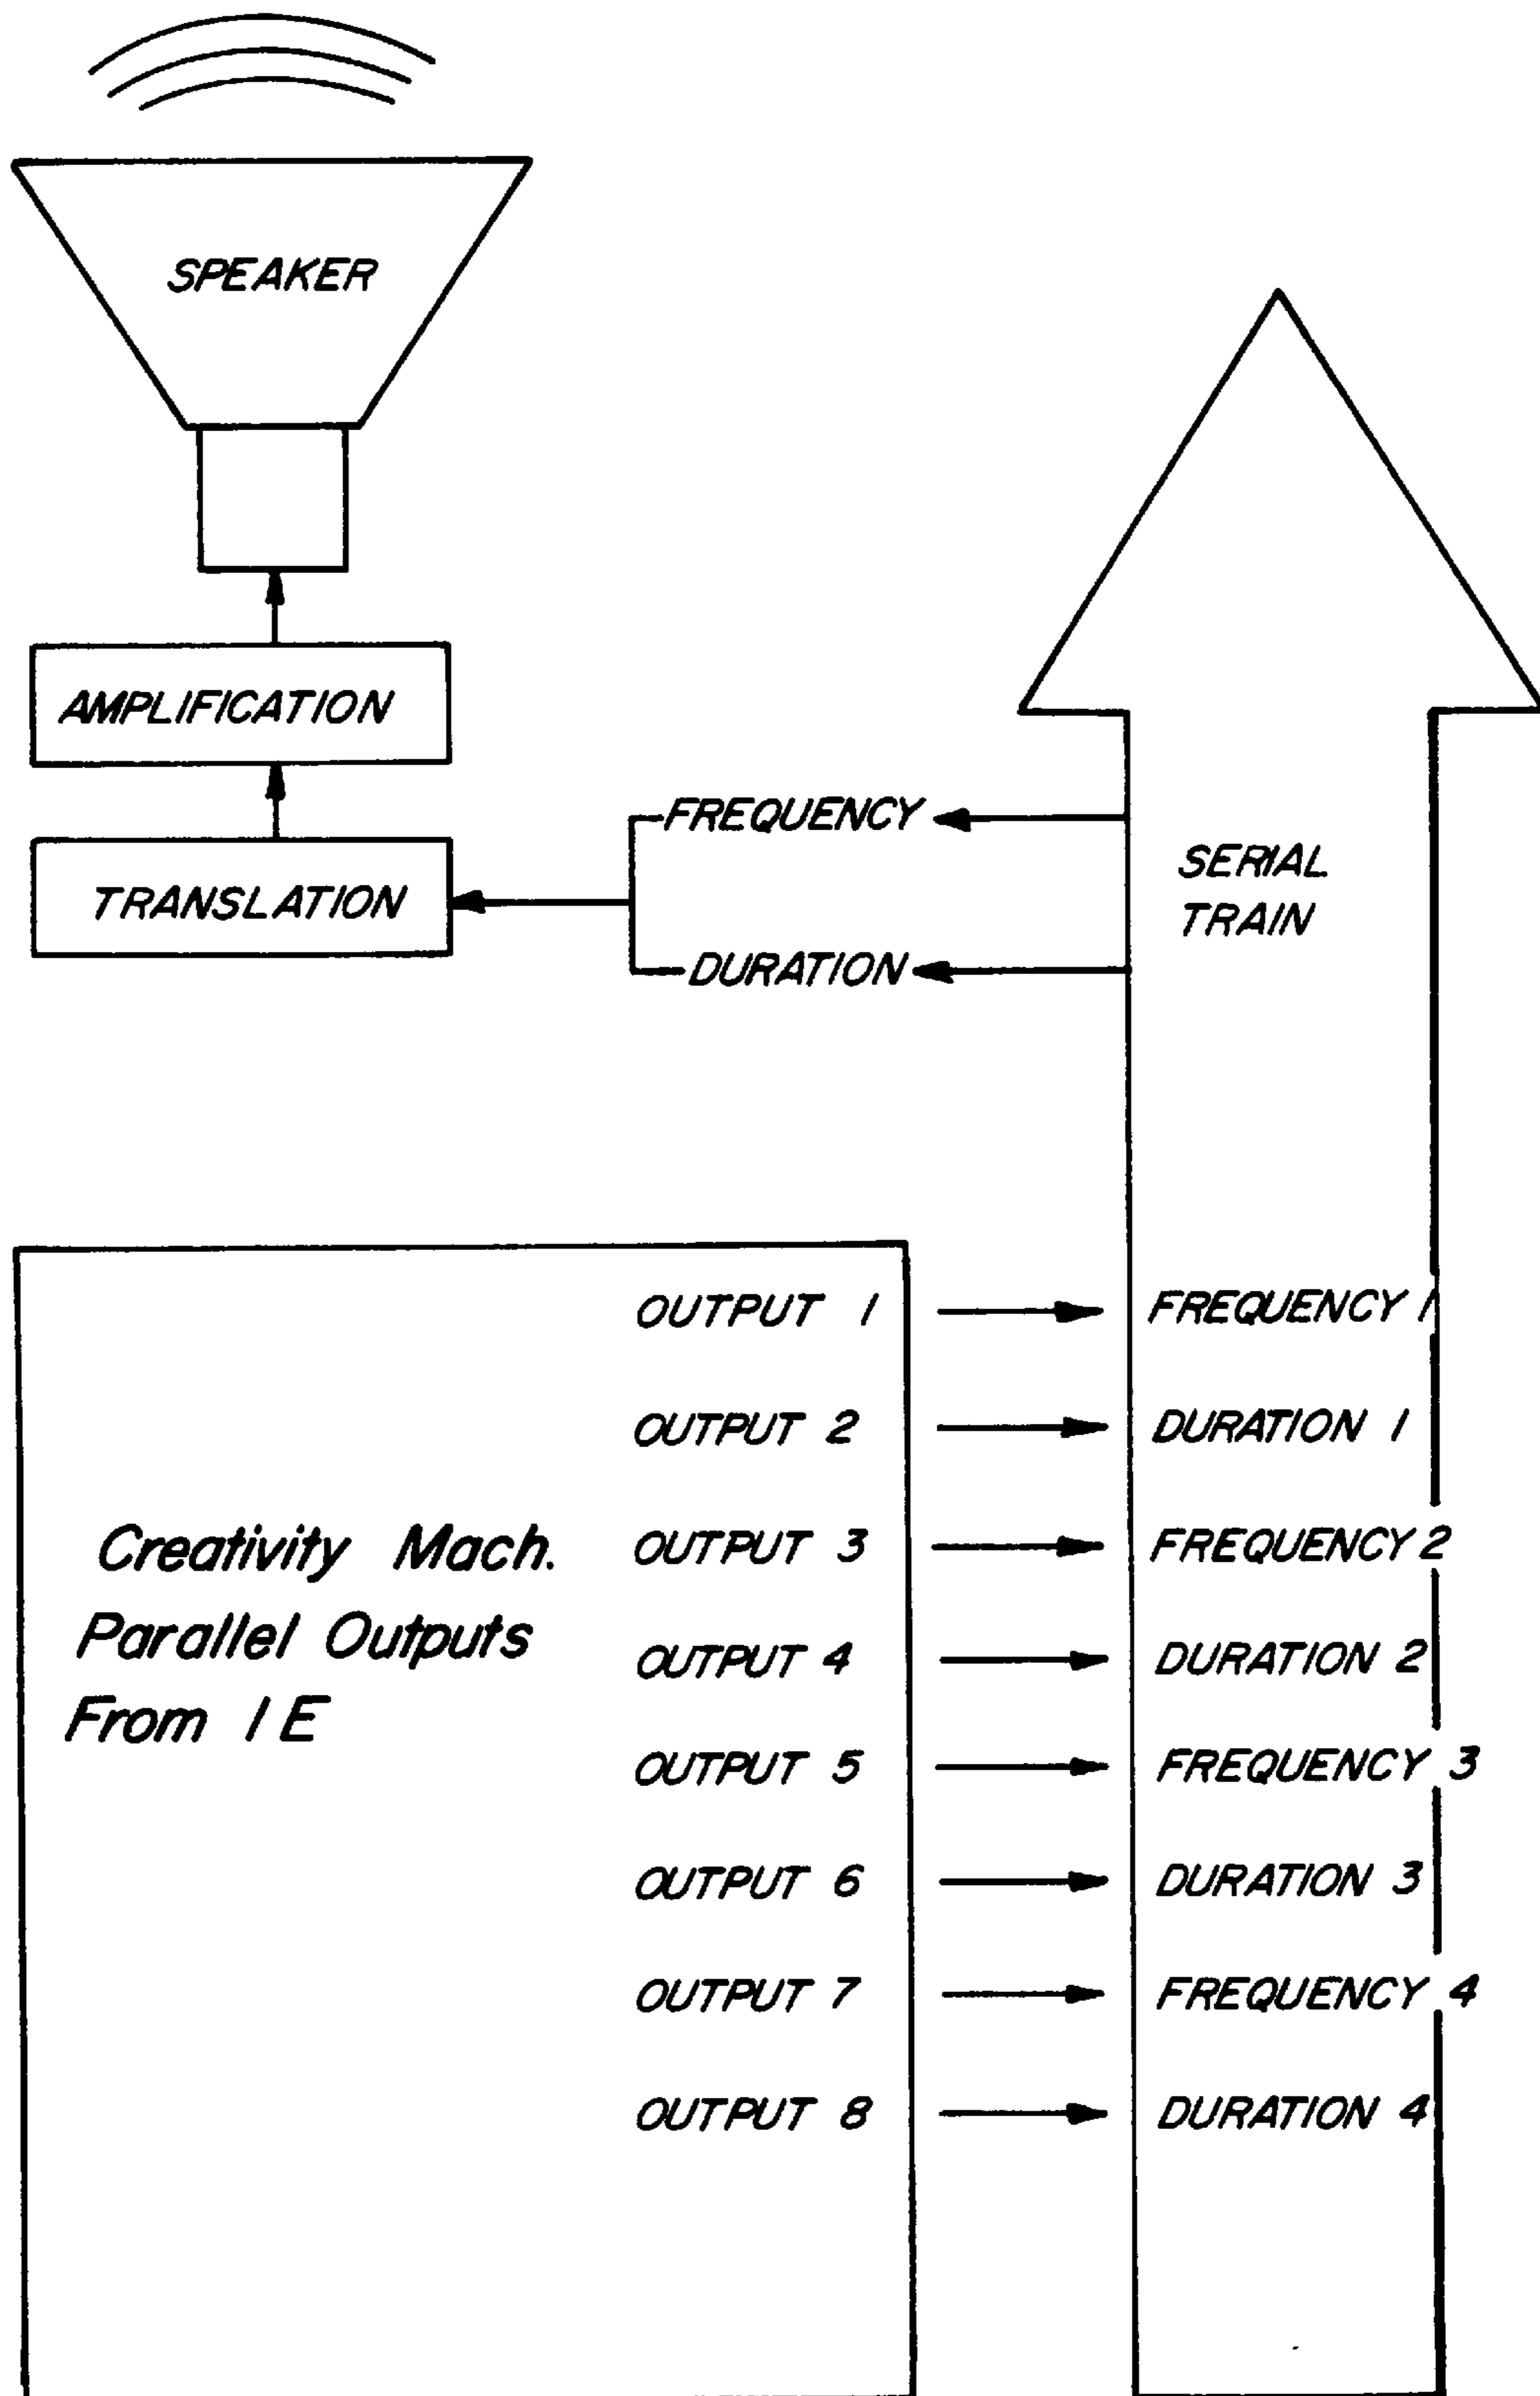 SPEAKER
AMPLIFICATION
TRANSLATION
FREQUENCY
DURATION
SERIAL
TRAIN
Creativity Mach.
Parallel Outputs
From IE
OUTPUT 1
FREQUENCY 1
OUTPUT 2
DURATION 1
OUTPUT 3
FREQUENCY 2
OUTPUT 4
DURATION 2
OUTPUT 5
FREQUENCY 3
OUTPUT 6
DURATION 3
OUTPUT 7
FREQUENCY 4
OUTPUT 8
DURATION 4